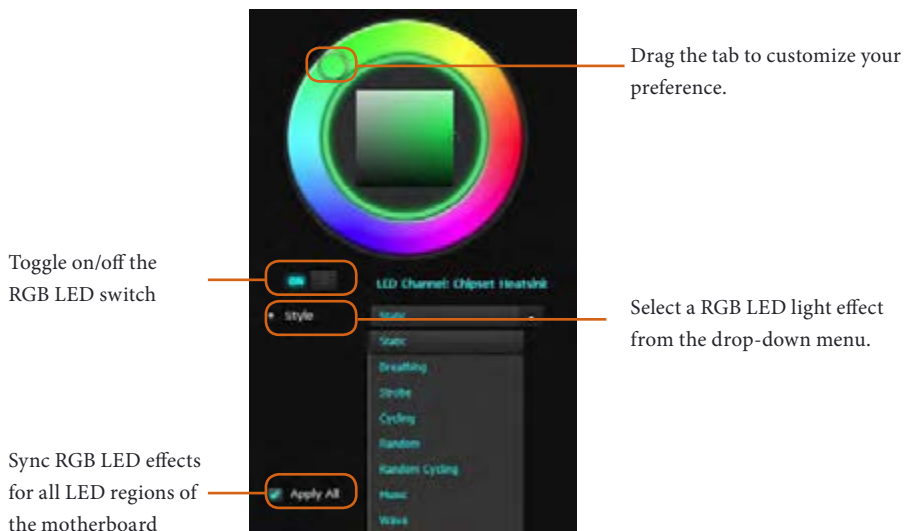 Drag the tab to customize your
preference.
Toggle on/off the
RGB LED switch
ON
LED Channel: Chipset Heatsink
Style
Static
Select a RGB LED light effect
from the drop-down menu.
Static
Breathing
Strobe
Cycling
Random
Random Cycling
Music
Wave
Sync RGB LED effects
for all LED regions of
the motherboard
Apply All